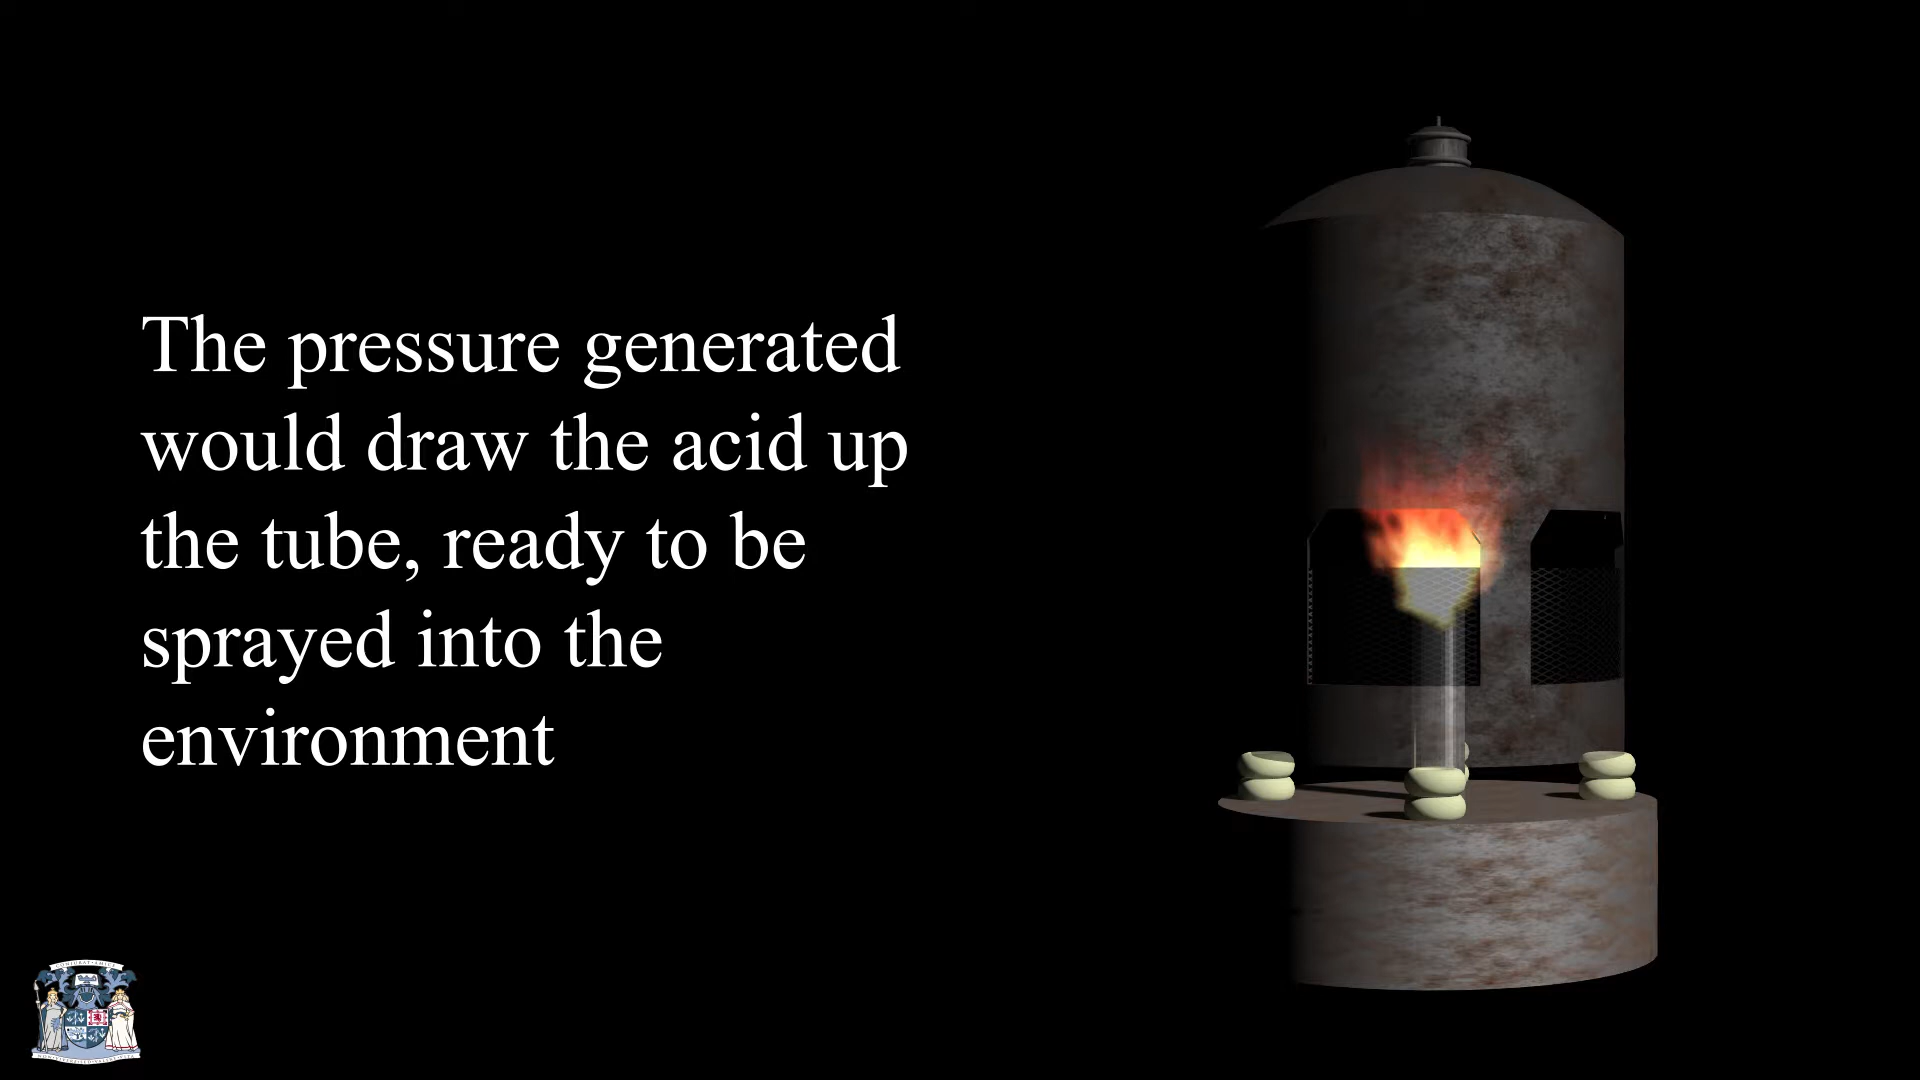 The pressure generated
would draw the acid up
the tube, ready to be
sprayed into the
environment